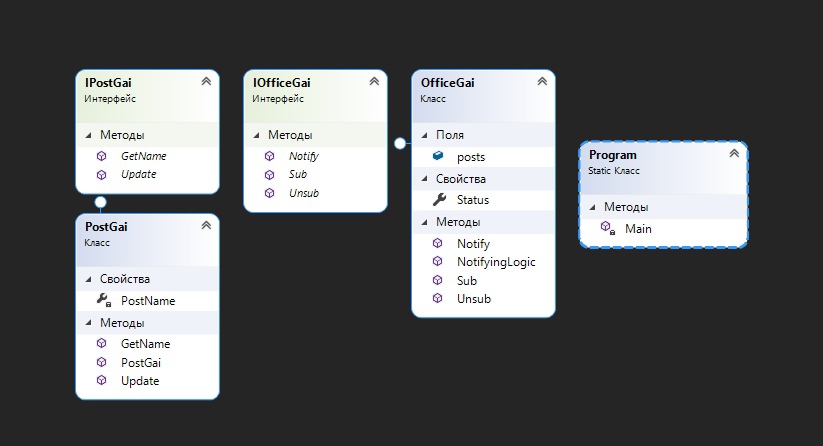 IPostGai
Интерфейс
Методы
GetName
Update
PostGai
Класс
Свойства
PostName
Методы
GetName
PostGai
Update
IOfficeGai
Интерфейс
Методы
Notify
Sub
Unsub
OfficeGai
Класс
Поля
posts
Свойства
Status
Методы
Notify
NotifyingLogic
Sub
Unsub
Program
Static Класс
Методы
Main